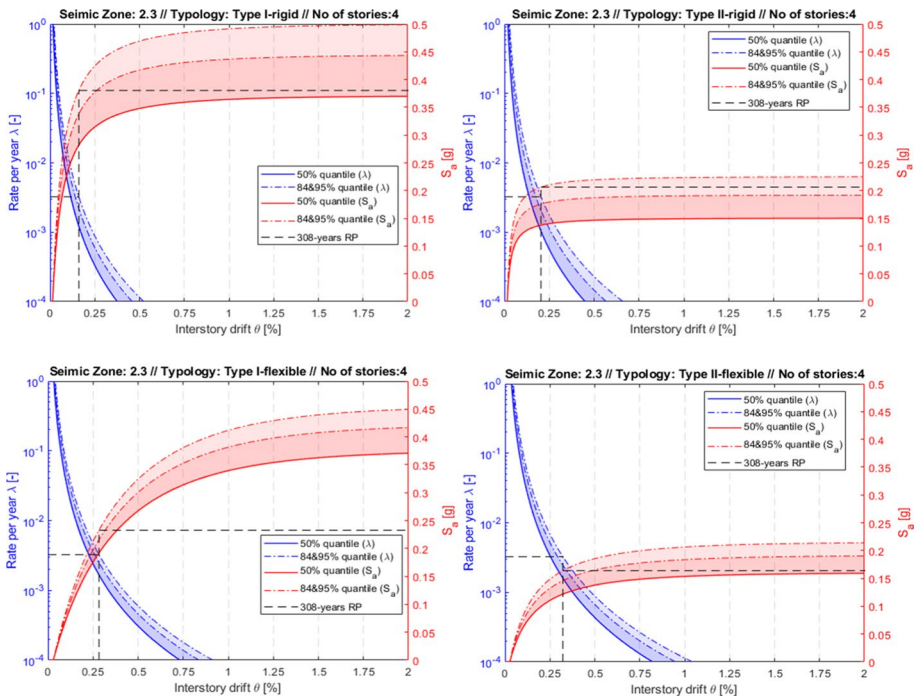 Seimic Zone: 2.3 // Typology: Type I-rigid // No of stories:4
10^0
10^-1
10^-2
10^-3
10^-4
Rate per year λ [-]
0.5
0.45
0.4
0.35
0.3
0.25
0.2
0.15
0.1
0.05
0
S_a [g]
50% quantile (λ)
84&95% quantile (λ)
50% quantile (S_a)
84&95% quantile (S_a)
308-years RP
0 0.25 0.5 0.75 1 1.25 1.5 1.75 2
Interstory drift θ [%]
Seimic Zone: 2.3 // Typology: Type II-rigid // No of stories:4
10^0
10^-1
10^-2
10^-3
10^-4
Rate per year λ [-]
0.5
0.45
0.4
0.35
0.3
0.25
0.2
0.15
0.1
0.05
0
S_a [g]
50% quantile (λ)
84&95% quantile (λ)
50% quantile (S_a)
84&95% quantile (S_a)
308-years RP
0 0.25 0.5 0.75 1 1.25 1.5 1.75 2
Interstory drift θ [%]
Seimic Zone: 2.3 // Typology: Type I-flexible // No of stories:4
10^0
10^-1
10^-2
10^-3
10^-4
Rate per year λ [-]
0.5
0.45
0.4
0.35
0.3
0.25
0.2
0.15
0.1
0.05
0
S_a [g]
50% quantile (λ)
84&95% quantile (λ)
50% quantile (S_a)
84&95% quantile (S_a)
308-years RP
0 0.25 0.5 0.75 1 1.25 1.5 1.75 2
Interstory drift θ [%]
Seimic Zone: 2.3 // Typology: Type II-flexible // No of stories:4
10^0
10^-1
10^-2
10^-3
10^-4
Rate per year λ [-]
0.5
0.45
0.4
0.35
0.3
0.25
0.2
0.15
0.1
0.05
0
S_a [g]
50% quantile (λ)
84&95% quantile (λ)
50% quantile (S_a)
84&95% quantile (S_a)
308-years RP
0 0.25 0.5 0.75 1 1.25 1.5 1.75 2
Interstory drift θ [%]